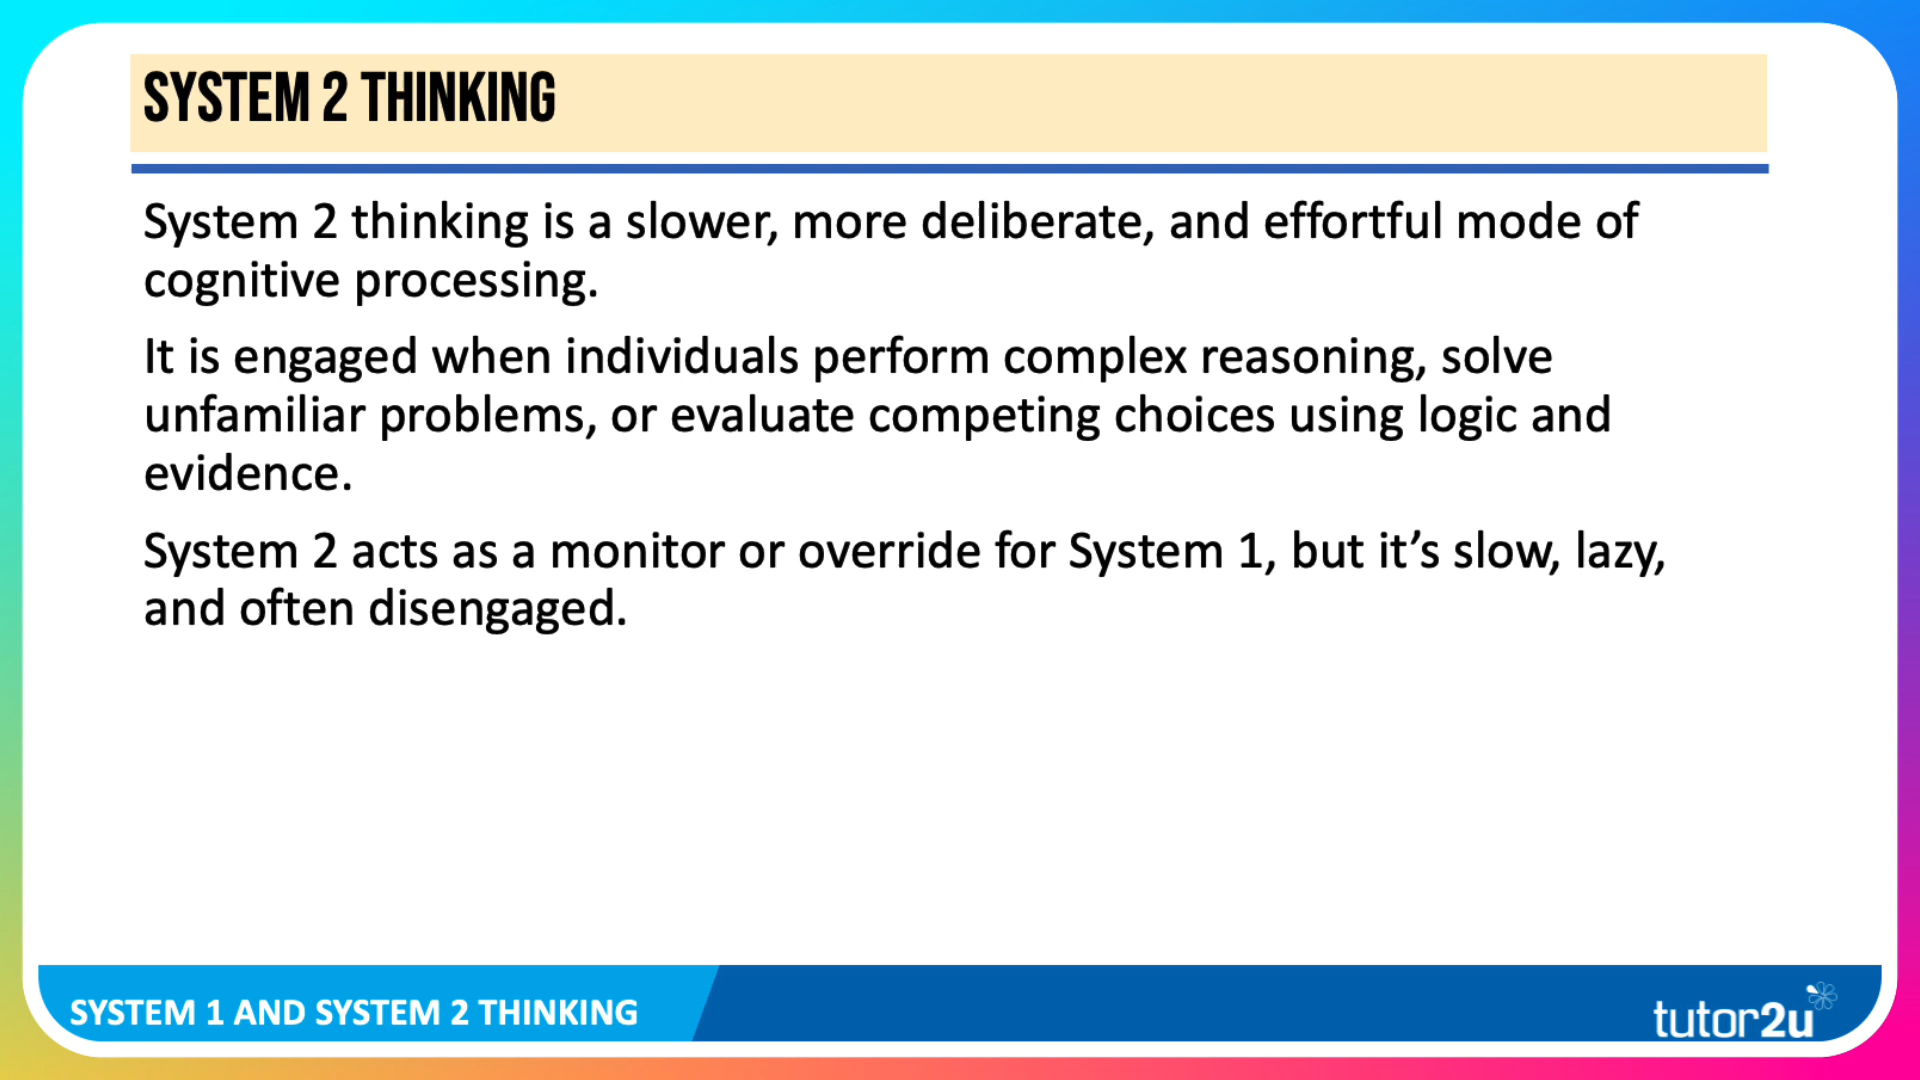 SYSTEM 2 THINKING
System 2 thinking is a slower, more deliberate, and effortful mode of
cognitive processing.
It is engaged when individuals perform complex reasoning, solve
unfamiliar problems, or evaluate competing choices using logic and
evidence.
System 2 acts as a monitor or override for System 1, but it’s slow, lazy,
and often disengaged.
SYSTEM 1 AND SYSTEM 2 THINKING
tutor2u